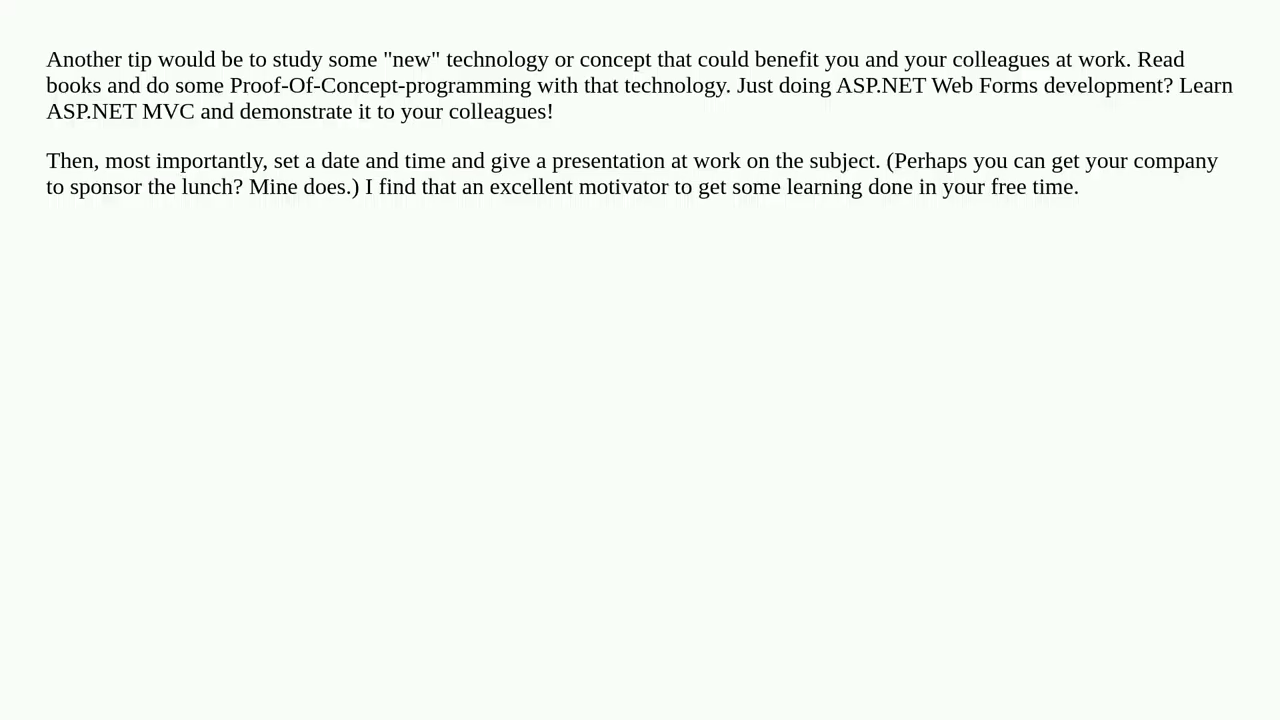 Another tip would be to study some "new" technology or concept that could benefit you and your colleagues at work. Read
books and do some Proof-Of-Concept-programming with that technology. Just doing ASP.NET Web Forms development? Learn
ASP.NET MVC and demonstrate it to your colleagues!
Then, most importantly, set a date and time and give a presentation at work on the subject. (Perhaps you can get your company
to sponsor the lunch? Mine does.) I find that an excellent motivator to get some learning done in your free time.